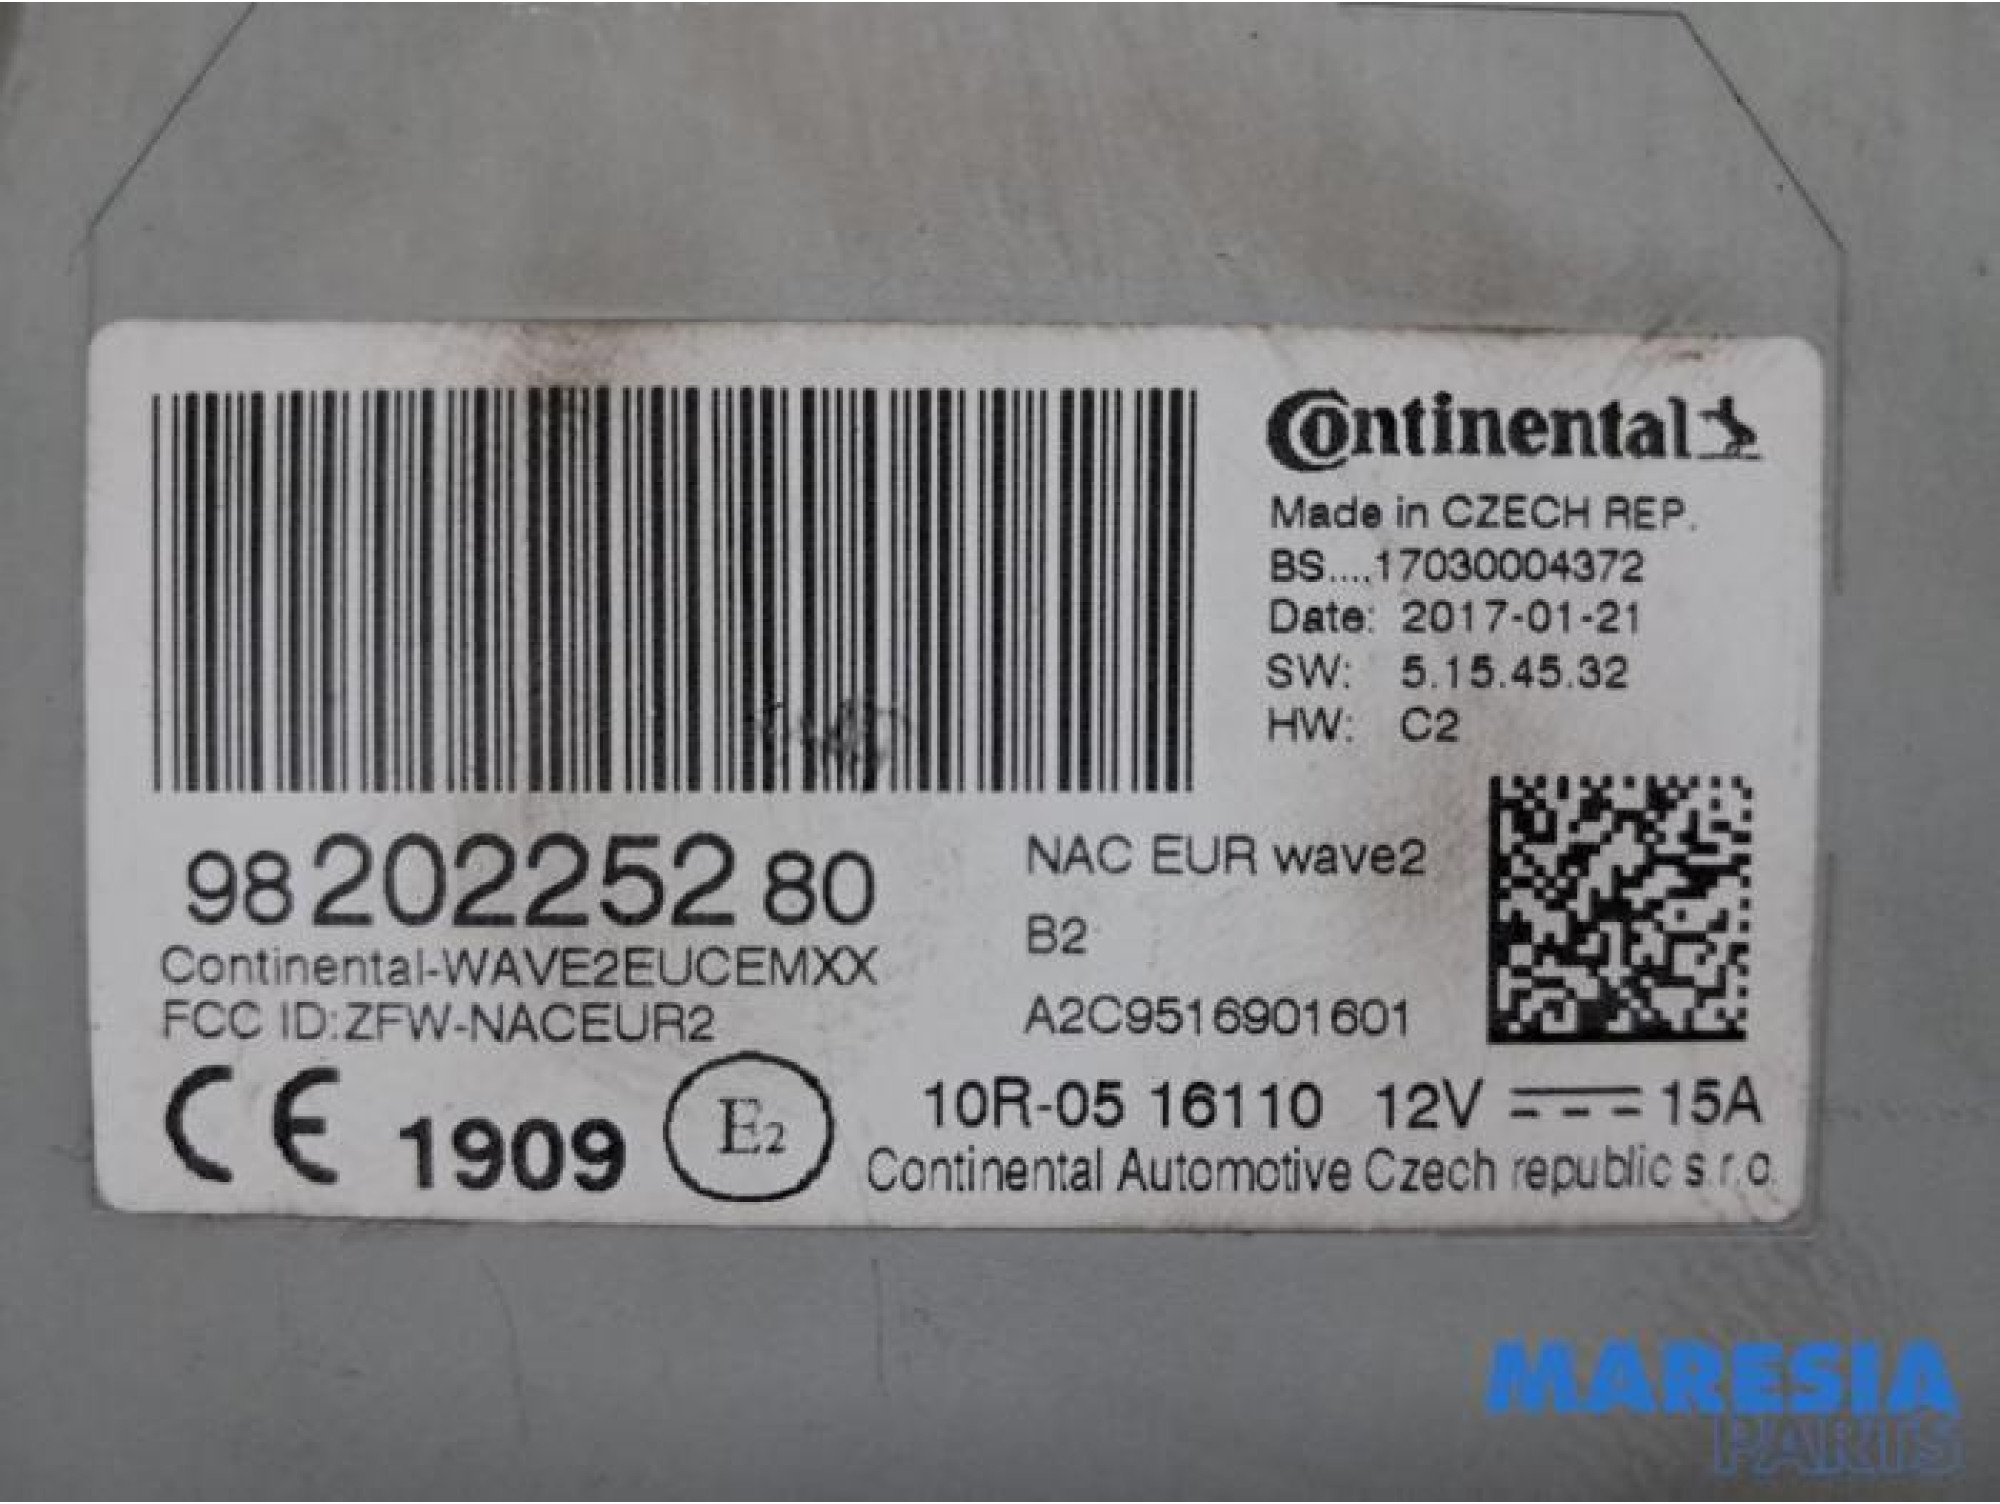 Continental
Made in CZECH REP.
BS....17030004372
Date: 2017-01-21
SW: 5.15.45.32
HW: C2
98 202252 80
Continental-WAVE2EUCEMXX
FCC ID:ZFW-NACEUR2
NAC EUR wave2
B2
A2C9516901601
CE 1909 E2
10R-05 16110 12V 15A
Continental Automotive Czech republic s.r.o.
MARESIA
PARTS